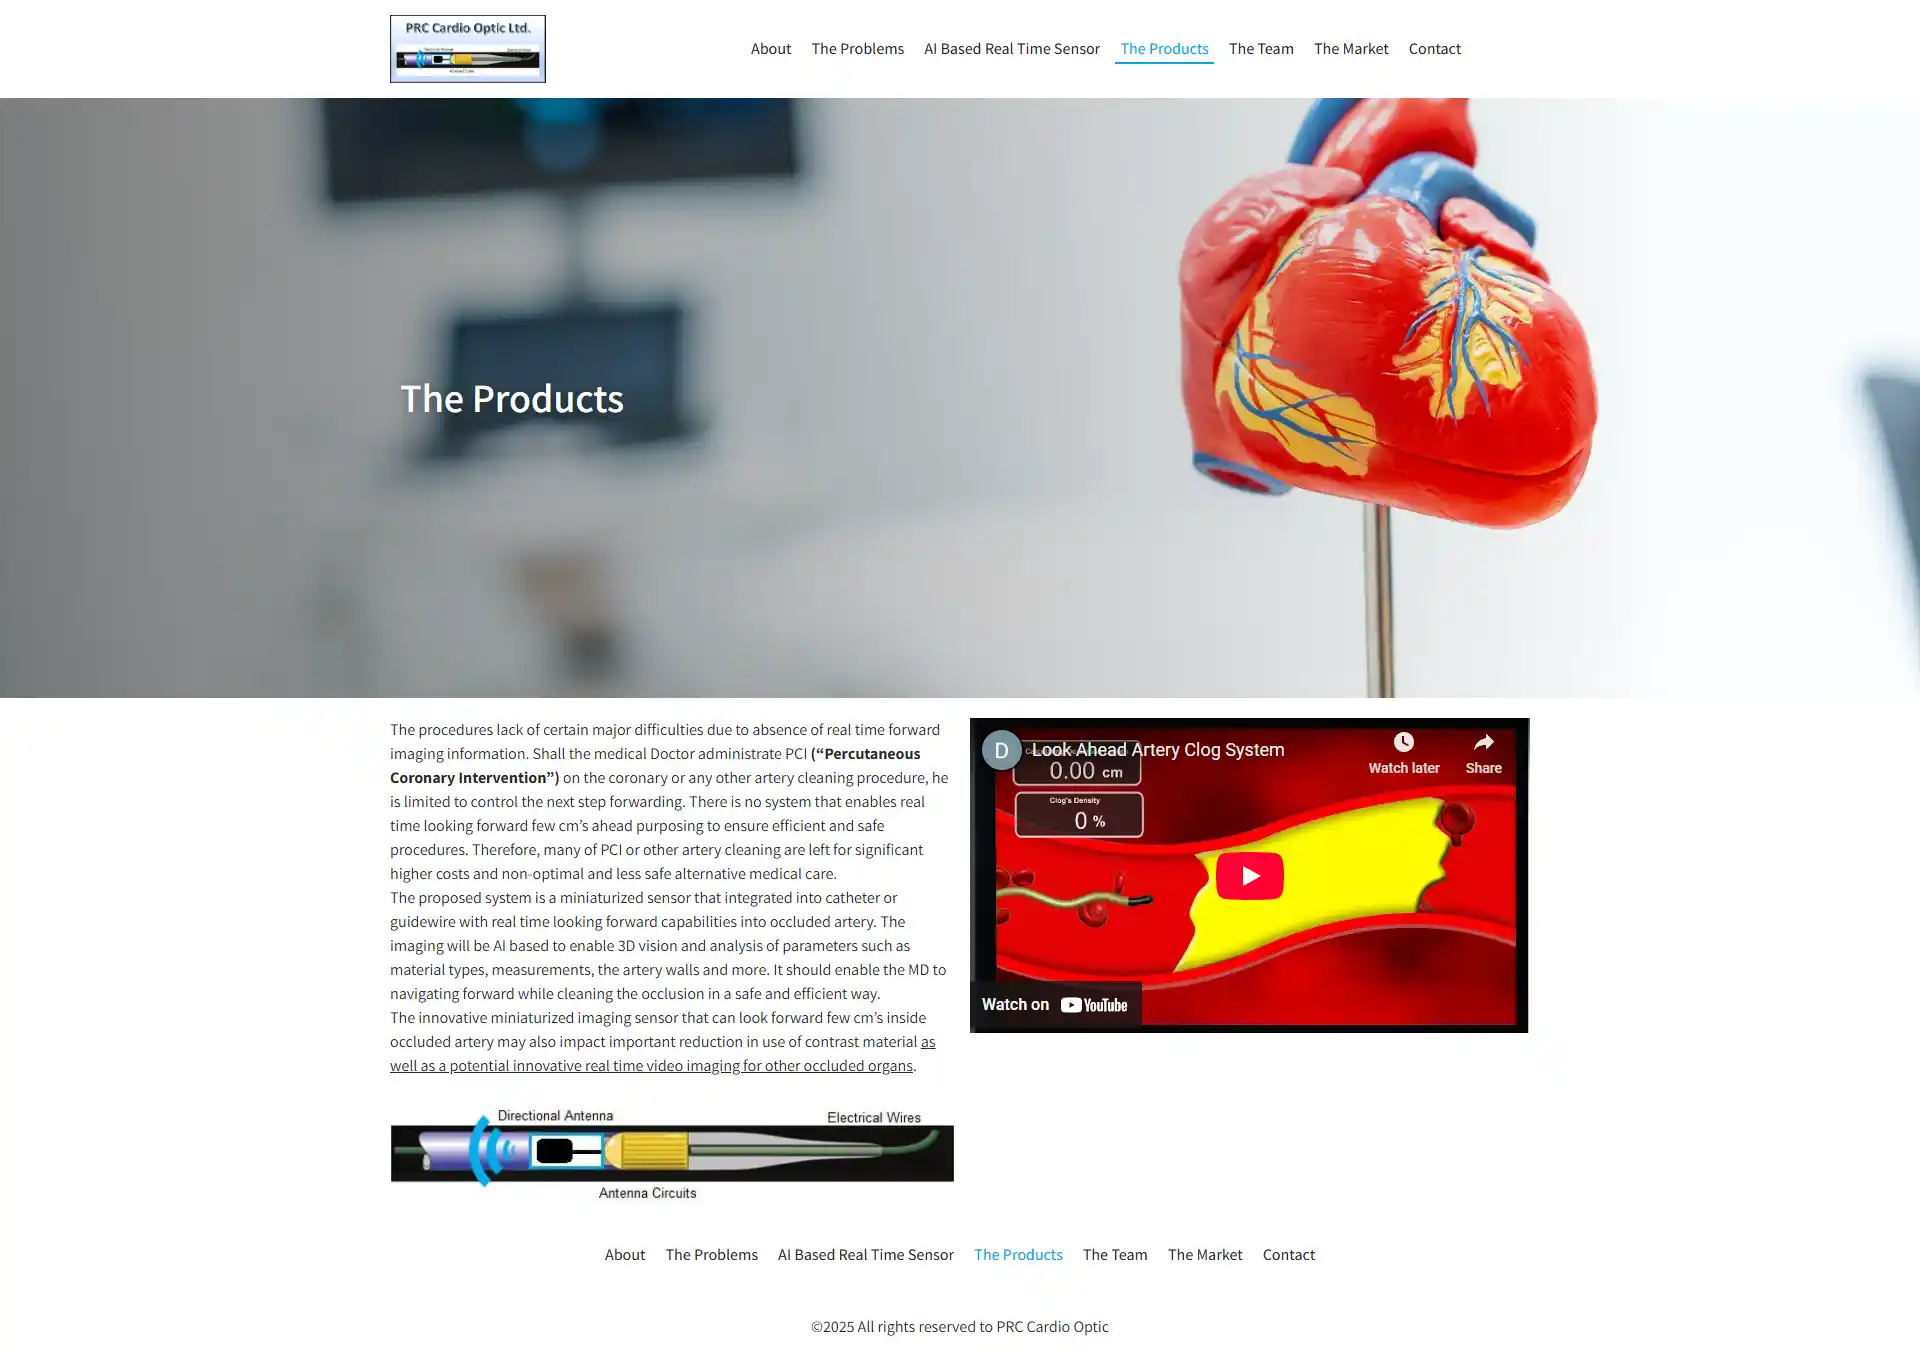 PRC Cardio Optic Ltd.
About The Problems AI Based Real Time Sensor The Products The Team The Market Contact
The Products
The procedures lack of certain major difficulties due to absence of real time forward
imaging information. Shall the medical Doctor administrate PCI (“Percutaneous
Coronary Intervention”) on the coronary or any other artery cleaning procedure, he
is limited to control the next step forwarding. There is no system that enables real
time looking forward few cm’s ahead purposing to ensure efficient and safe
procedures. Therefore, many of PCI or other artery cleaning are left for significant
higher costs and non-optimal and less safe alternative medical care.
The proposed system is a miniaturized sensor that integrated into catheter or
guidewire with real time looking forward capabilities into occluded artery. The
imaging will be AI based to enable 3D vision and analysis of parameters such as
material types, measurements, the artery walls and more. It should enable the MD to
navigating forward while cleaning the occlusion in a safe and efficient way.
The innovative miniaturized imaging sensor that can look forward few cm’s inside
occluded artery may also impact important reduction in use of contrast material as
well as a potential innovative real time video imaging for other occluded organs.
D
Look Ahead Artery Clog System
Watch later
Share
0.00 cm
Clog's Density
0 %
Watch on YouTube
Directional Antenna
Electrical Wires
Antenna Circuits
About The Problems AI Based Real Time Sensor The Products The Team The Market Contact
©2025 All rights reserved to PRC Cardio Optic